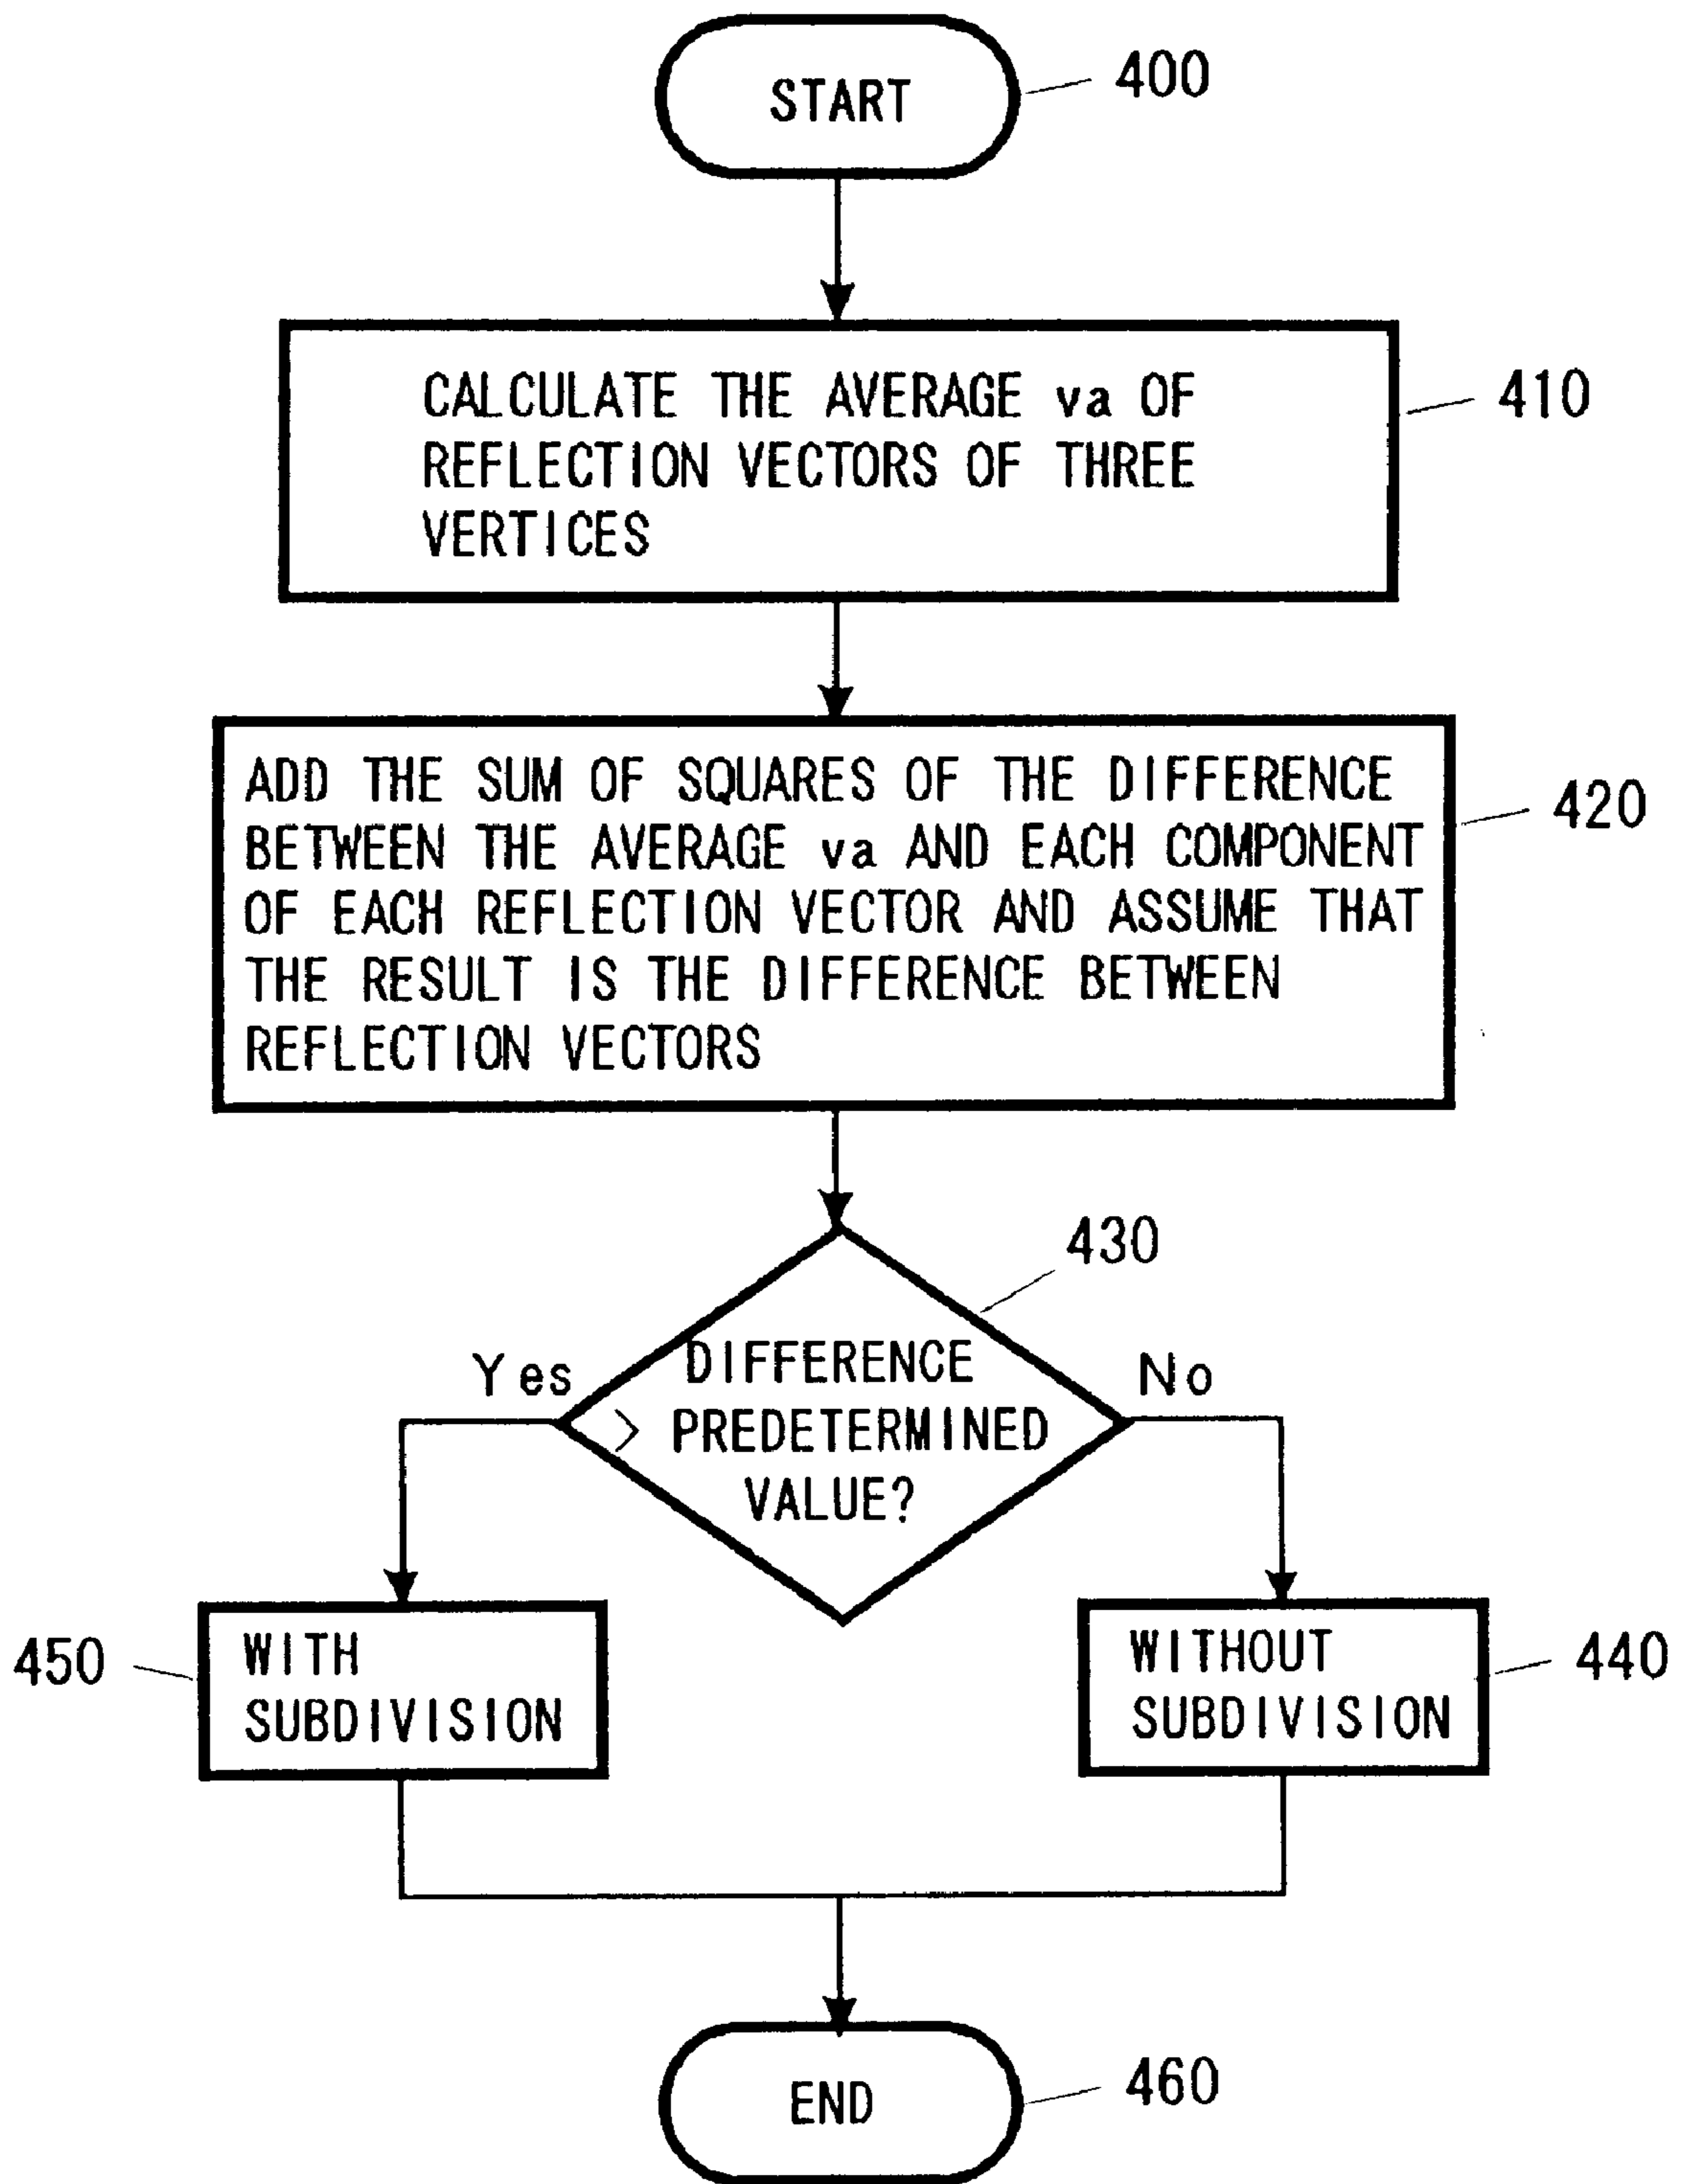 START
400
CALCULATE THE AVERAGE va OF
REFLECTION VECTORS OF THREE
VERTICES
410
ADD THE SUM OF SQUARES OF THE DIFFERENCE
BETWEEN THE AVERAGE va AND EACH COMPONENT
OF EACH REFLECTION VECTOR AND ASSUME THAT
THE RESULT IS THE DIFFERENCE BETWEEN
REFLECTION VECTORS
420
430
Yes
DIFFERENCE
> PREDETERMINED
VALUE?
No
450
WITH
SUBDIVISION
WITHOUT
SUBDIVISION
440
END
460